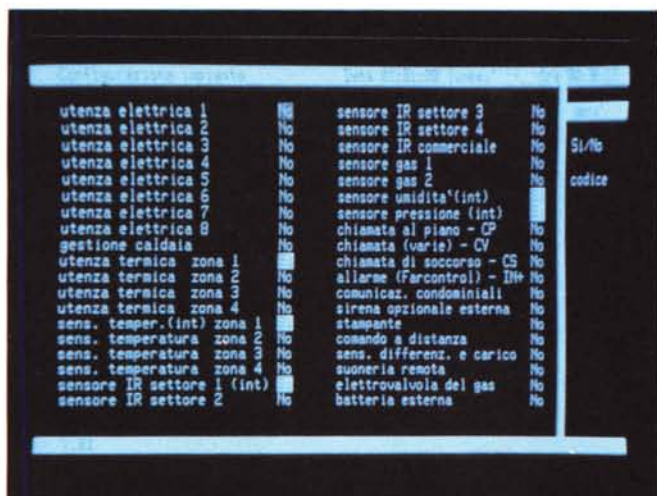 Configurazione impianto
utenza elettrica 1 No
utenza elettrica 2 No
utenza elettrica 3 No
utenza elettrica 4 No
utenza elettrica 5 No
utenza elettrica 6 No
utenza elettrica 7 No
utenza elettrica 8 No
gestione caldaia No
utenza termica zona 1
utenza termica zona 2 No
utenza termica zona 3 No
utenza termica zona 4 No
sens. temper.(int) zona 1
sens. temperatura zona 2 No
sens. temperatura zona 3 No
sens. temperatura zona 4 No
sensore IR settore 1 (int)
sensore IR settore 2 No
sensore IR settore 3 No
sensore IR settore 4 No
sensore IR commerciale No
sensore gas 1 No
sensore gas 2 No
sensore umidita'(int)
sensore pressione (int)
chiamata al piano - CP No
chiamata (varie) - CV No
chiamata di soccorso - CS No
allarme (Farcontrol) - IN+ No
comunicaz. condominiali No
sirena opzionale esterna No
stampante No
comando a distanza No
sens. differenz. e carico No
suoneria remota No
elettrovalvola del gas No
batteria esterna No
Si/No
codice